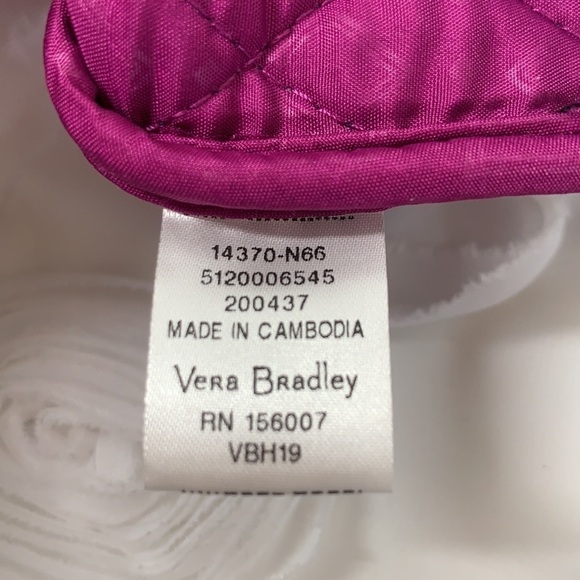 14370-N66
5120006545
200437
MADE IN CAMBODIA
Vera Bradley
RN 156007
VBH19